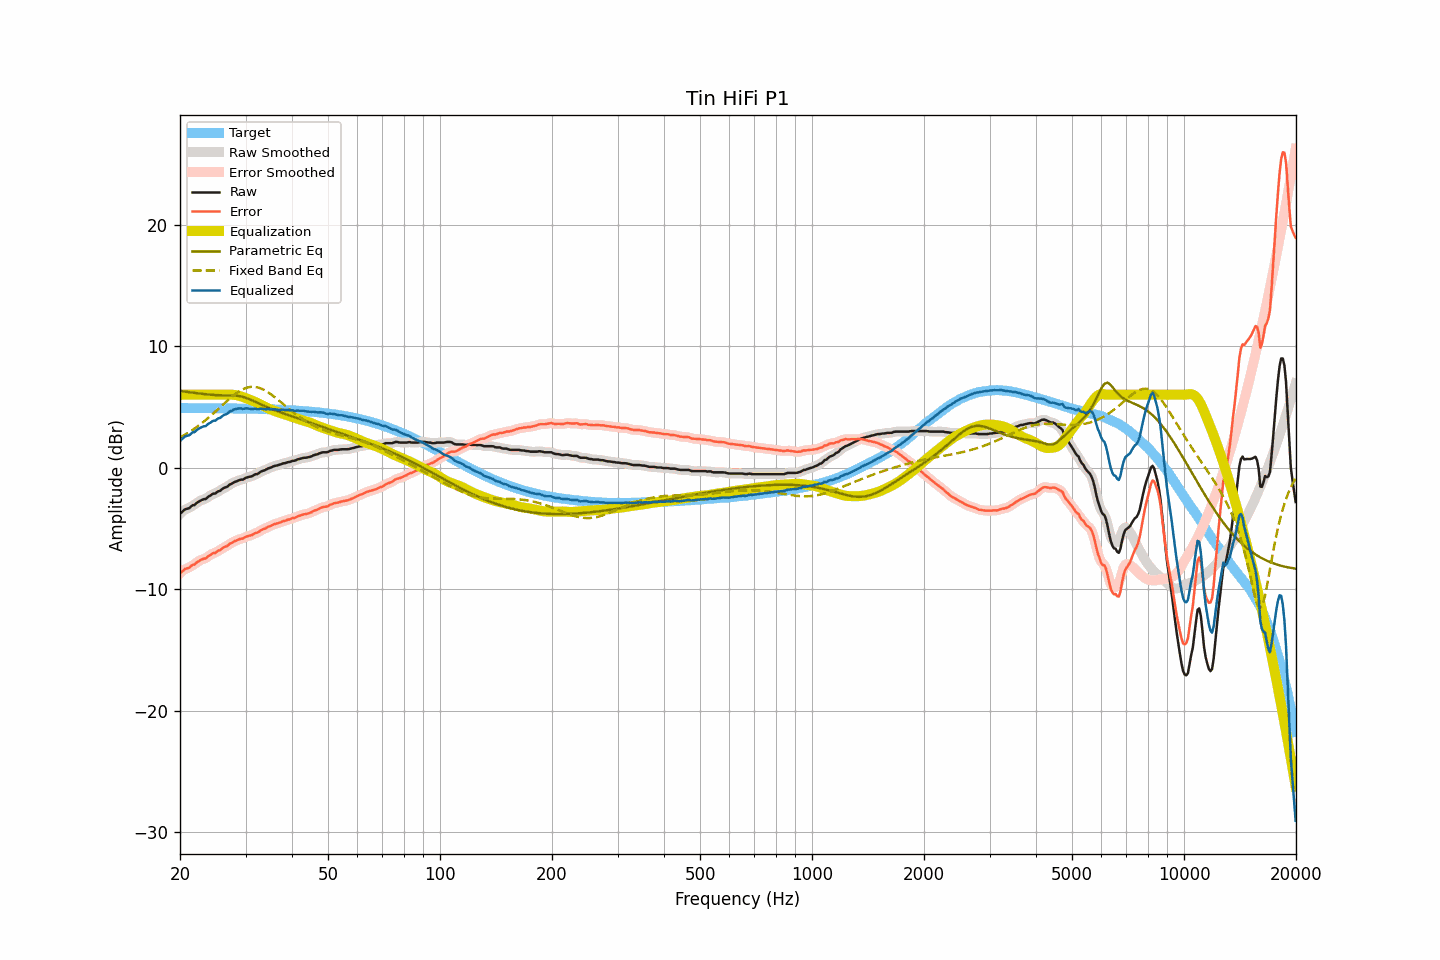 Tin HiFi P1
Target
Raw Smoothed
Error Smoothed
Raw
Error
Equalization
Parametric Eq
Fixed Band Eq
Equalized
20
10
0
−10
−20
−30
Amplitude (dBr)
20 50 100 200 500 1000 2000 5000 10000 20000
Frequency (Hz)